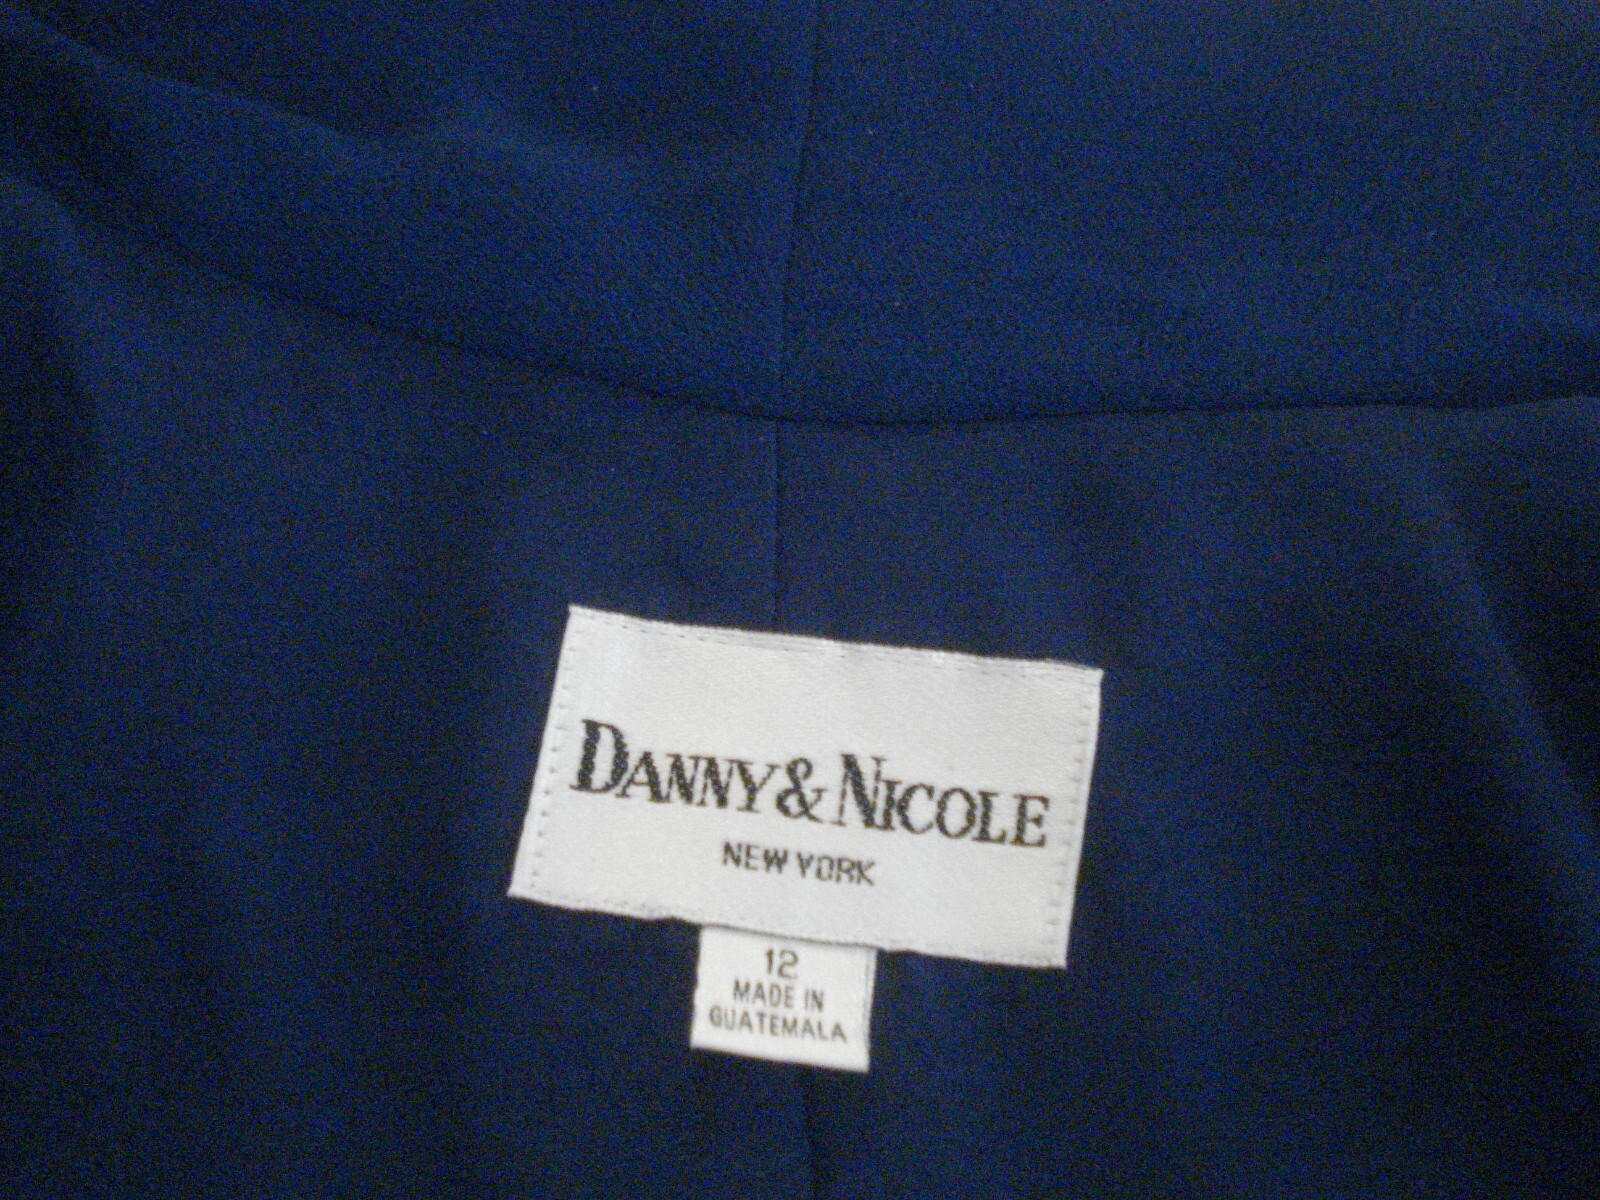 DANNY & NICOLE
NEW YORK
12
MADE IN
GUATEMALA